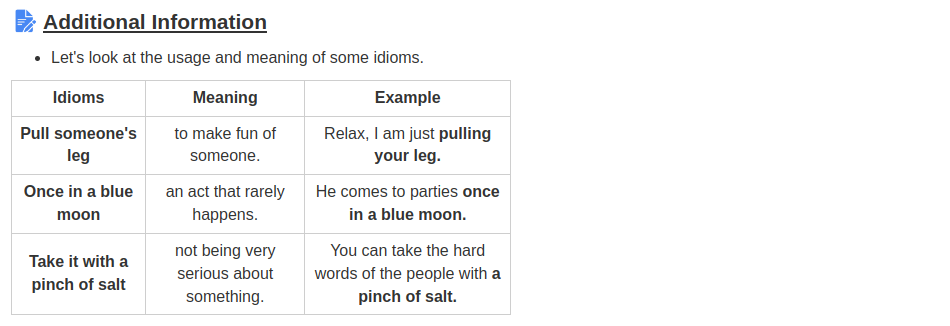 Additional Information
• Let's look at the usage and meaning of some idioms.
Idioms Meaning Example
Pull someone's leg to make fun of someone. Relax, I am just pulling your leg.
Once in a blue moon an act that rarely happens. He comes to parties once in a blue moon.
Take it with a pinch of salt not being very serious about something. You can take the hard words of the people with a pinch of salt.